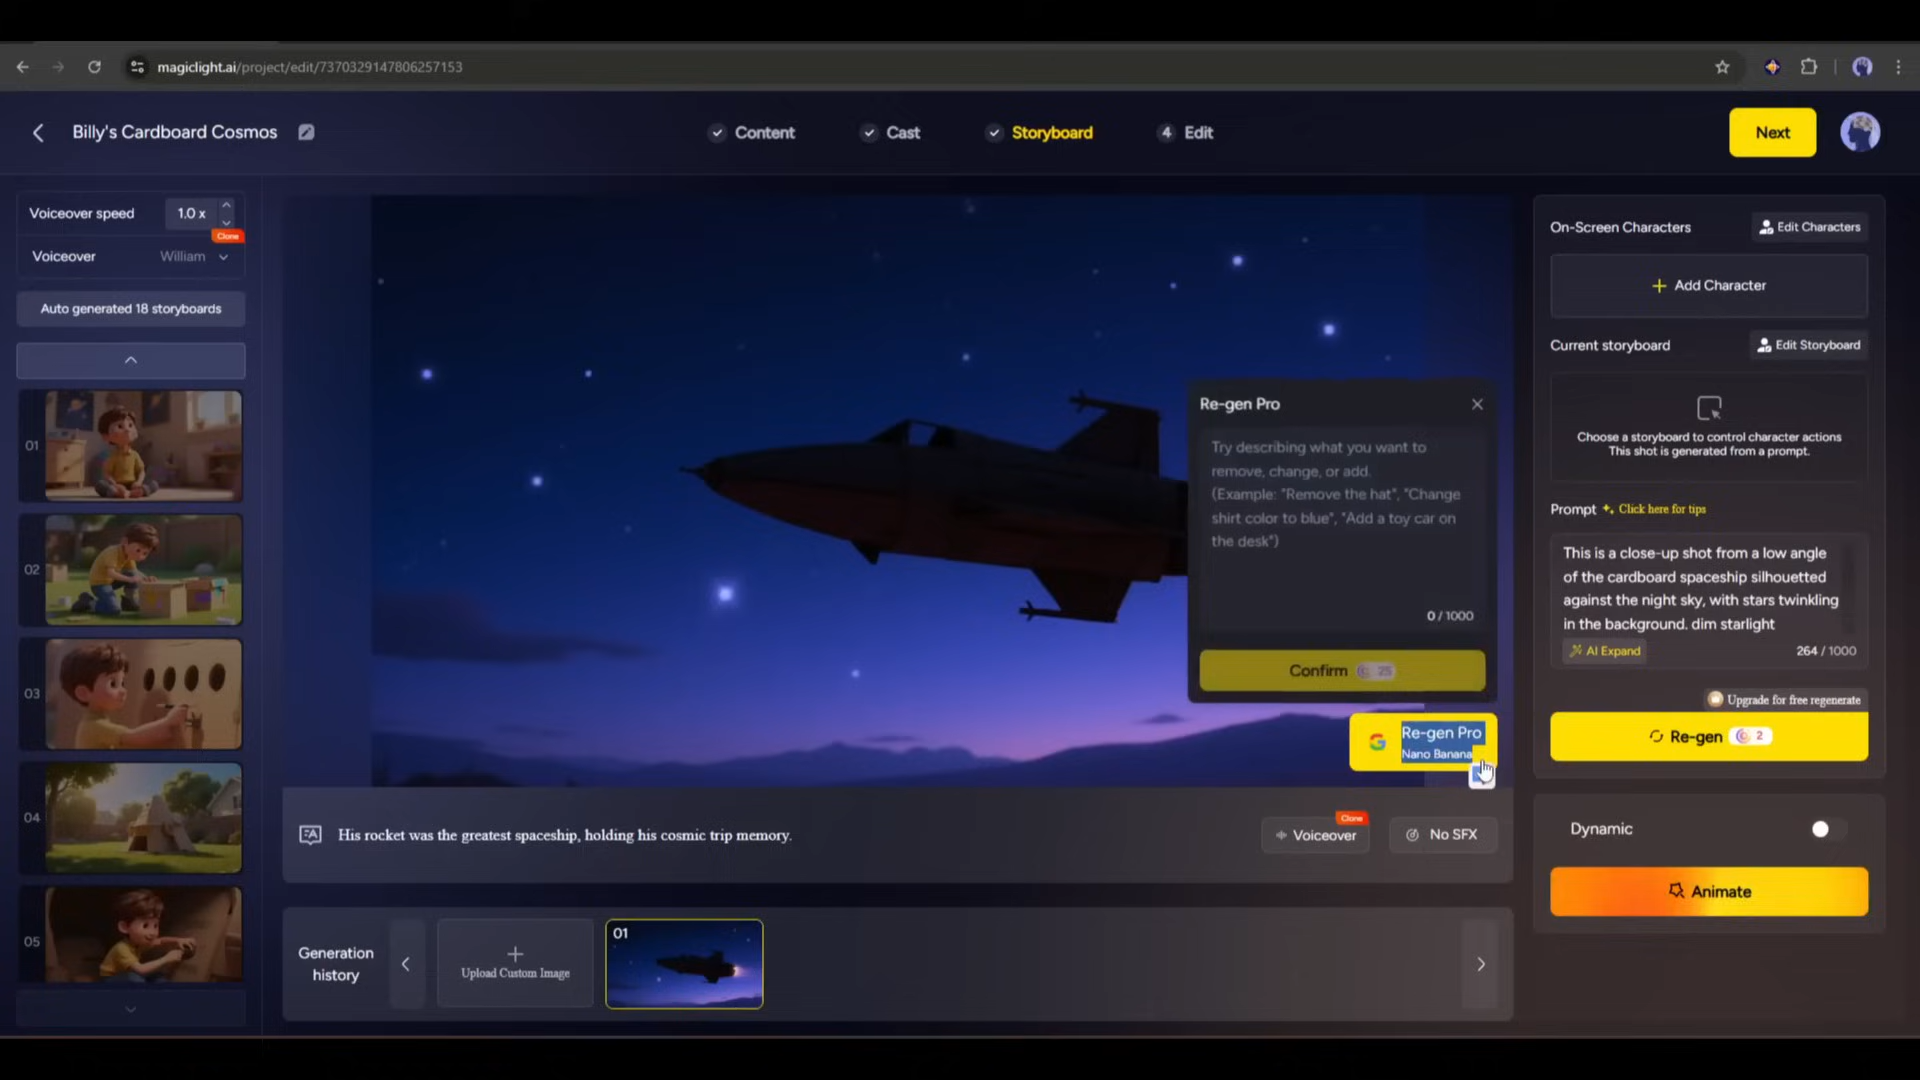 magiclight.ai/project/edit/7370329147806257153
Billy's Cardboard Cosmos
Content
Cast
Storyboard
4 Edit
Next
Voiceover speed
1.0 x
Clone
Voiceover
William
Auto generated 18 storyboards
01
02
03
04
05
Re-gen Pro
Try describing what you want to
remove, change, or add.
(Example: "Remove the hat", "Change
shirt color to blue", "Add a toy car on
the desk")
0 / 1000
Confirm 25
Re-gen Pro
Nano Banana
His rocket was the greatest spaceship, holding his cosmic trip memory.
Clone
Voiceover
No SFX
Generation
history
Upload Custom Image
01
On-Screen Characters
Edit Characters
Add Character
Current storyboard
Edit Storyboard
Choose a storyboard to control character actions
This shot is generated from a prompt.
Prompt
Click here for tips
This is a close-up shot from a low angle
of the cardboard spaceship silhouetted
against the night sky, with stars twinkling
in the background. dim starlight
AI Expand
264 / 1000
Upgrade for free regenerate
Re-gen 2
Dynamic
Animate